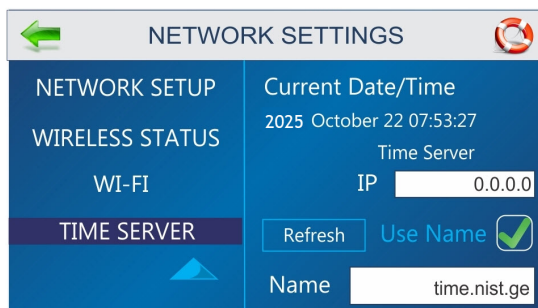 NETWORK SETTINGS
NETWORK SETUP
WIRELESS STATUS
WI-FI
TIME SERVER
Current Date/Time
2025 October 22 07:53:27
Time Server
IP 0.0.0.0
Refresh Use Name
Name time.nist.ge